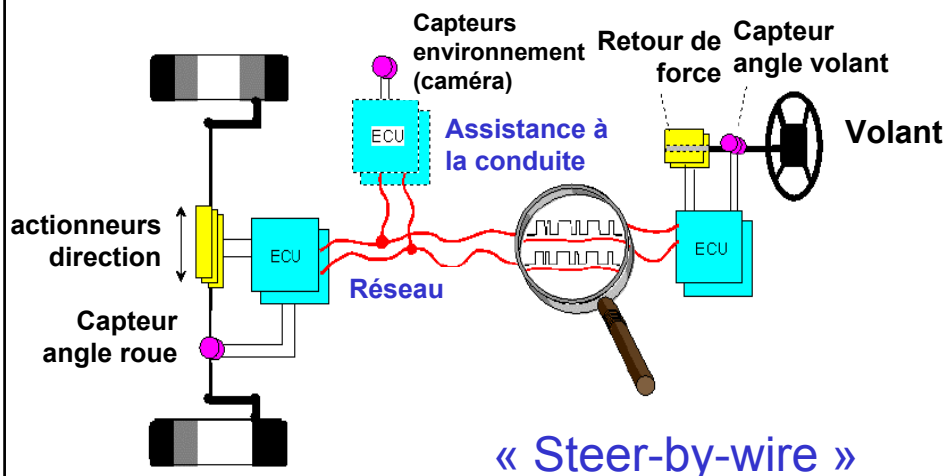 Capteurs
environnement
(caméra)
Retour de
force
Capteur
angle volant
Volant
ECU
Assistance à
la conduite
actionneurs
direction
ECU
ECU
Réseau
Capteur
angle roue
« Steer-by-wire »